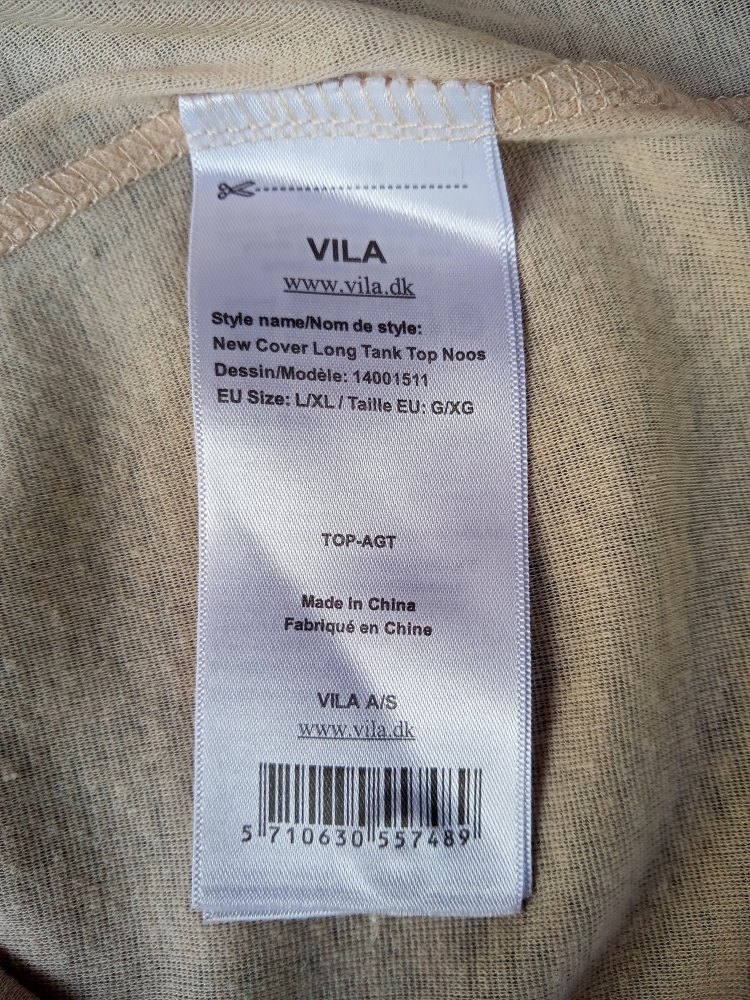 VILA
www.vila.dk
Style name/Nom de style:
New Cover Long Tank Top Noos
Dessin/Modèle: 14001511
EU Size: L/XL / Taille EU: G/XG
TOP-AGT
Made in China
Fabriqué en Chine
VILA A/S
www.vila.dk
5 710630 557489